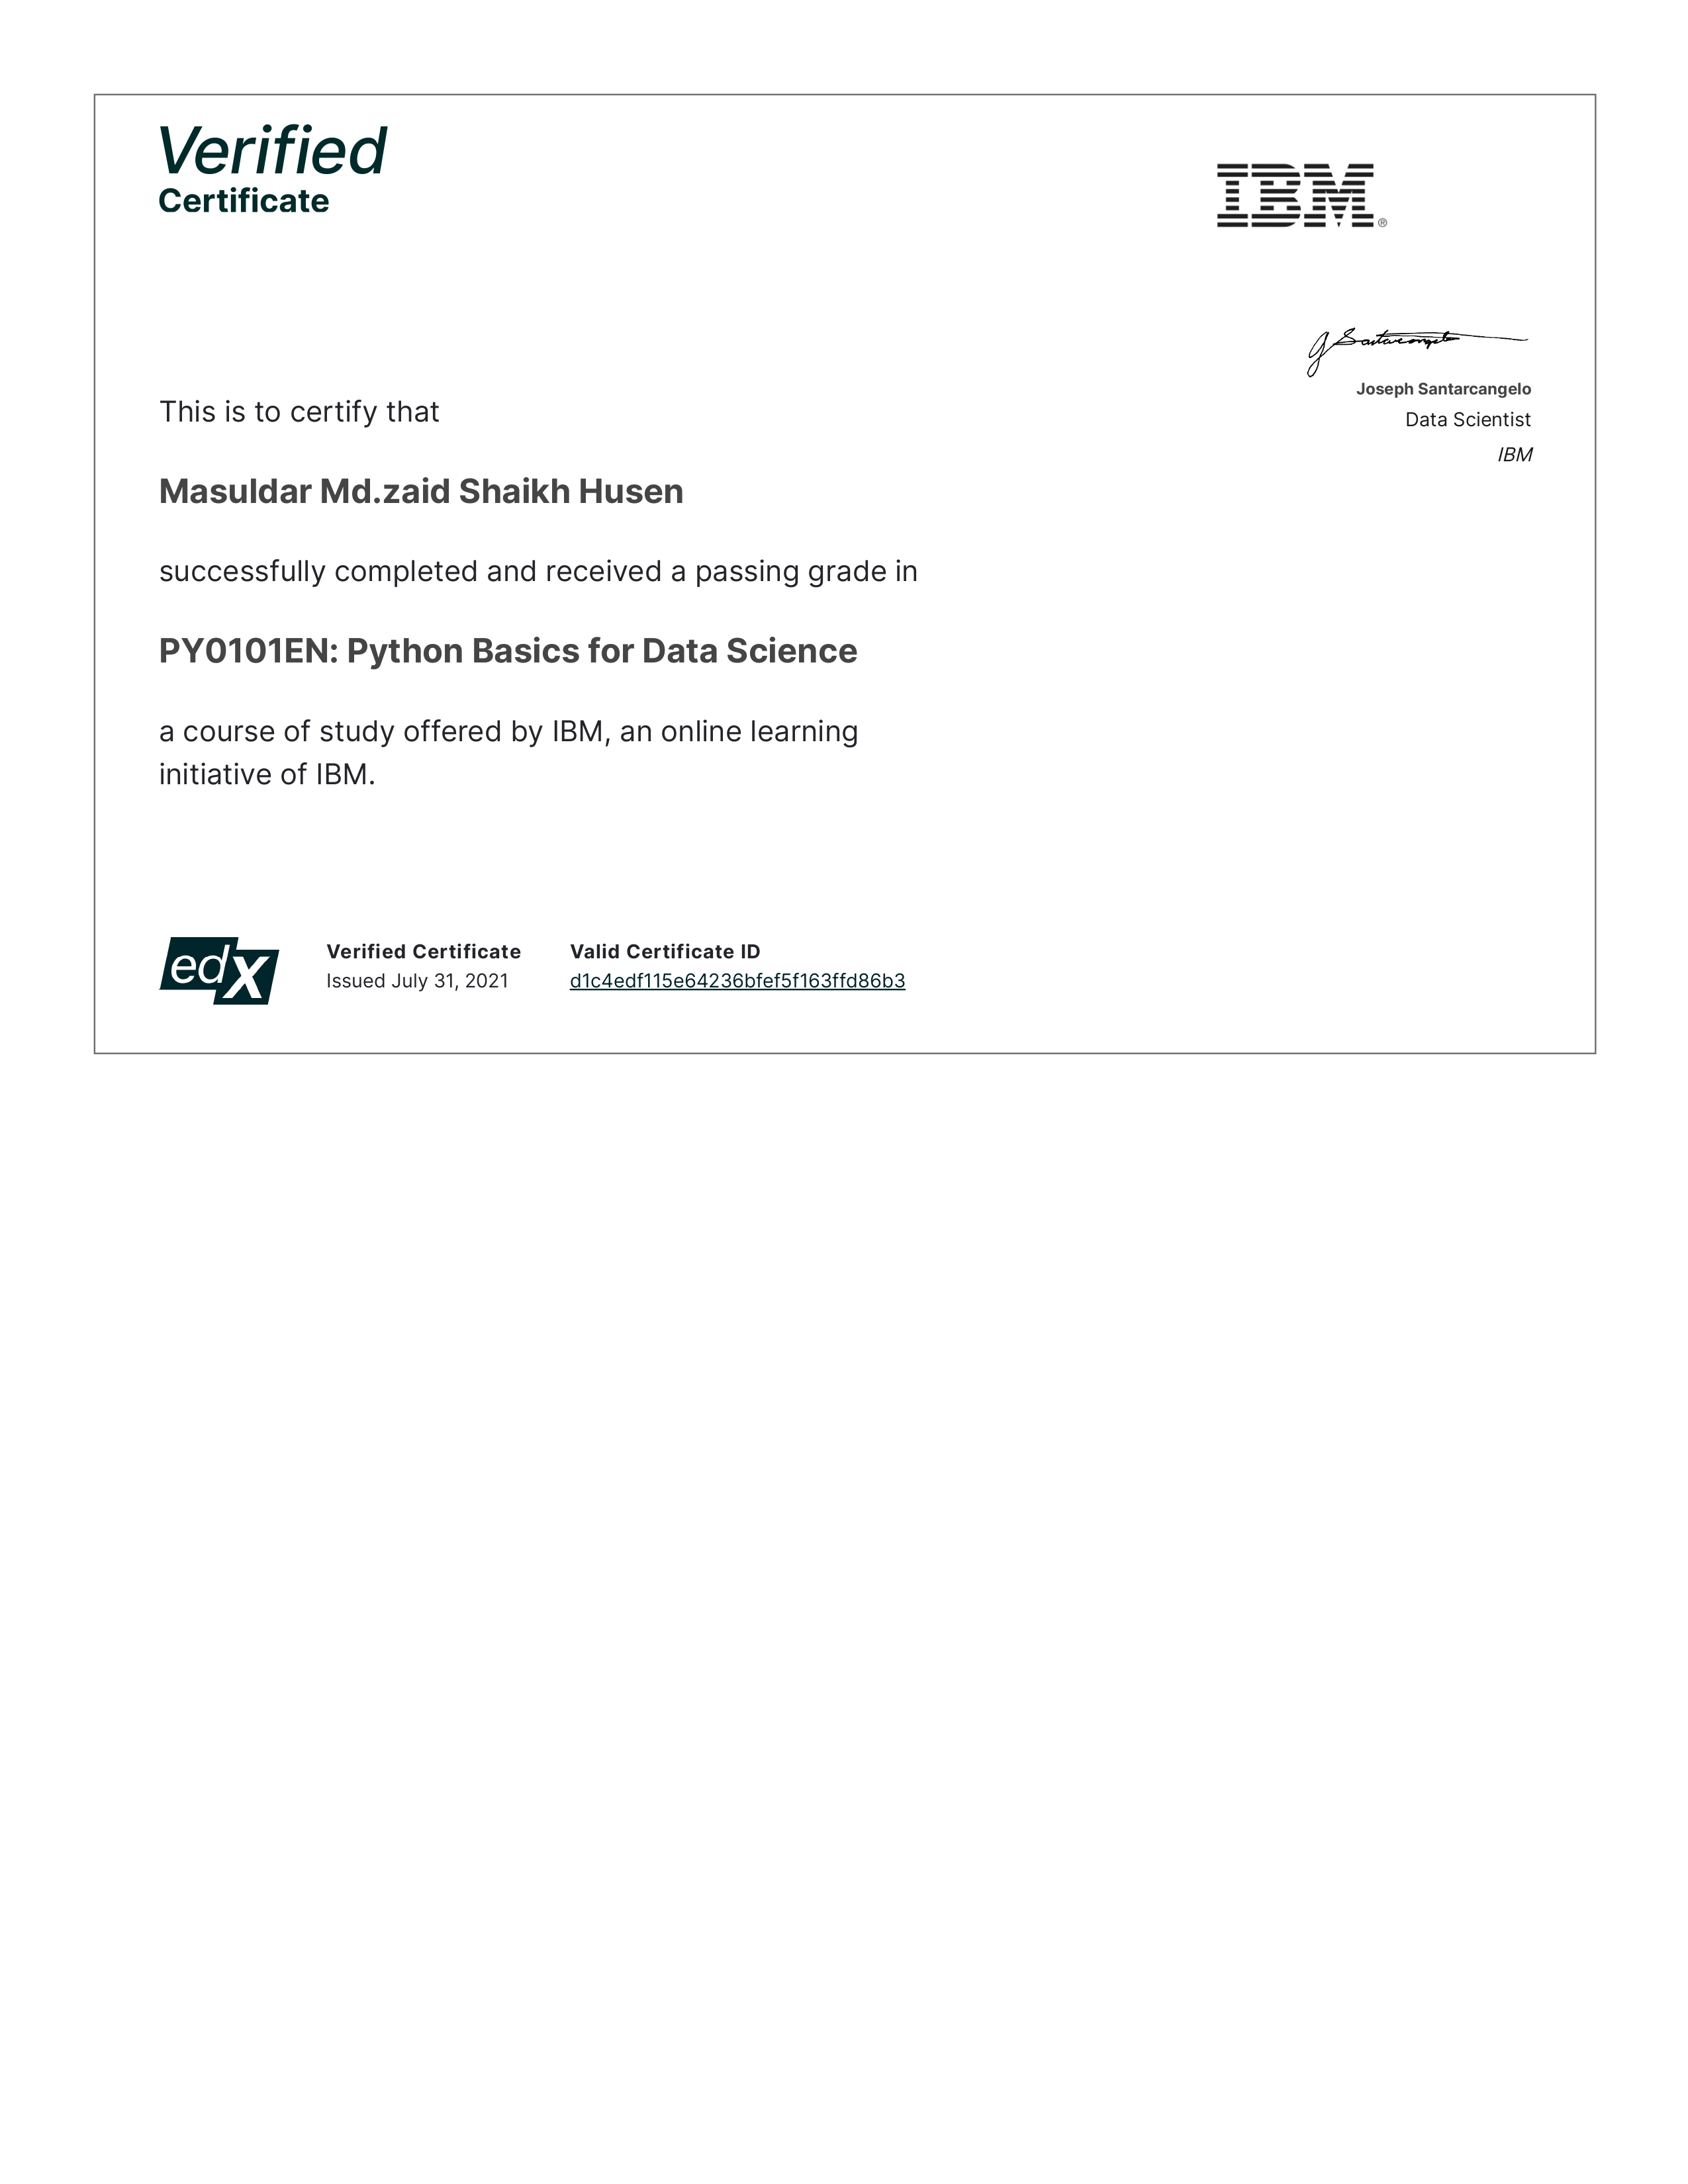 Verified
Certificate
IBM®
J Santarcangelo
Joseph Santarcangelo
Data Scientist
IBM
This is to certify that
Masuldar Md.zaid Shaikh Husen
successfully completed and received a passing grade in
PY0101EN: Python Basics for Data Science
a course of study offered by IBM, an online learning
initiative of IBM.
edX
Verified Certificate
Issued July 31, 2021
Valid Certificate ID
d1c4edf115e64236bfef5f163ffd86b3